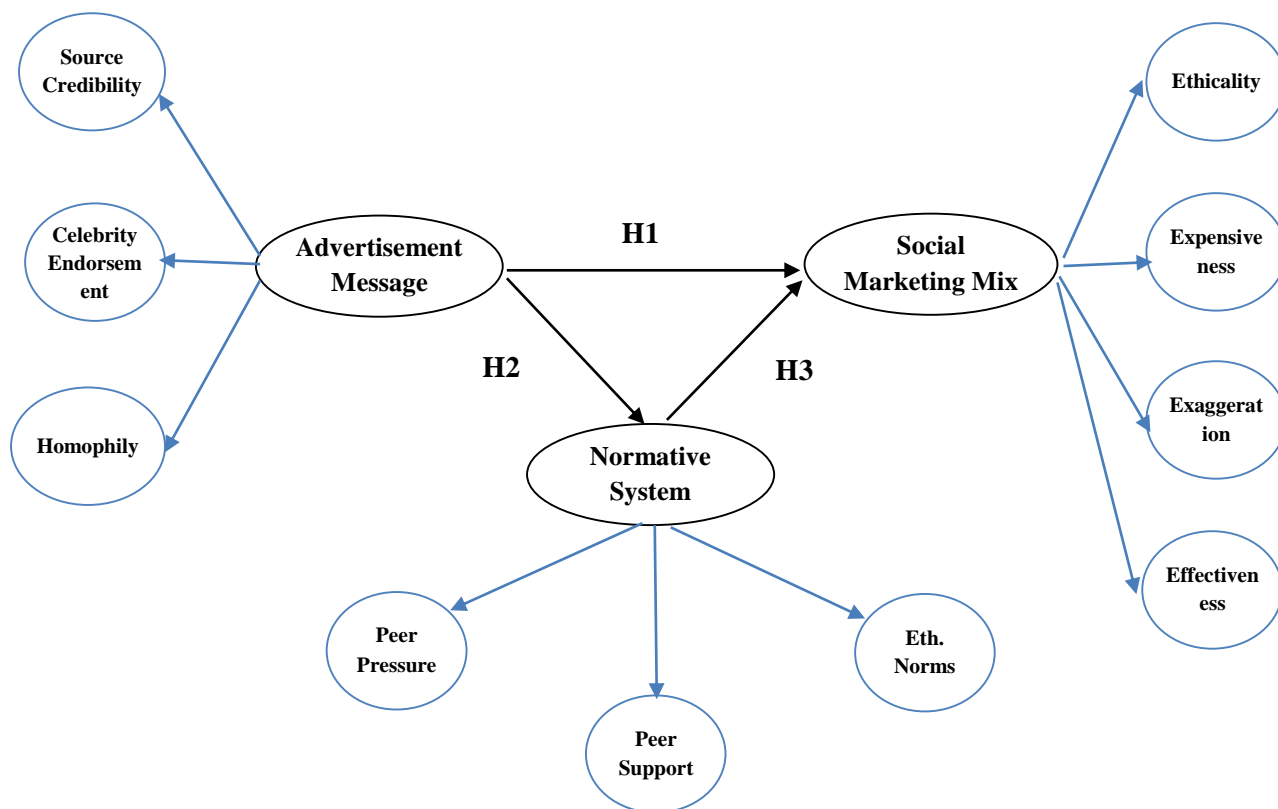 Source
Credibility
Ethicality
Celebrity
Endorsem
ent
Advertisement
Message
H1
Social
Marketing Mix
Expensive
ness
H2
H3
Homophily
Exaggerat
ion
Normative
System
Effectiven
ess
Peer
Pressure
Eth.
Norms
Peer
Support